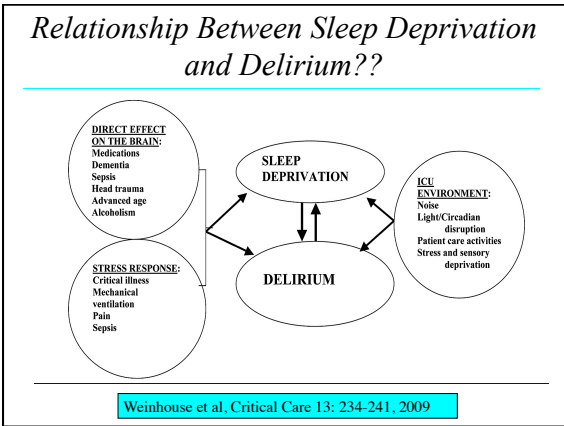 Relationship Between Sleep Deprivation
and Delirium??
DIRECT EFFECT
ON THE BRAIN:
Medications
Dementia
Sepsis
Head trauma
Advanced age
Alcoholism
STRESS RESPONSE:
Critical illness
Mechanical
ventilation
Pain
Sepsis
SLEEP
DEPRIVATION
DELIRIUM
ICU
ENVIRONMENT:
Noise
Light/Circadian
disruption
Patient care activities
Stress and sensory
deprivation
Weinhouse et al, Critical Care 13: 234-241, 2009